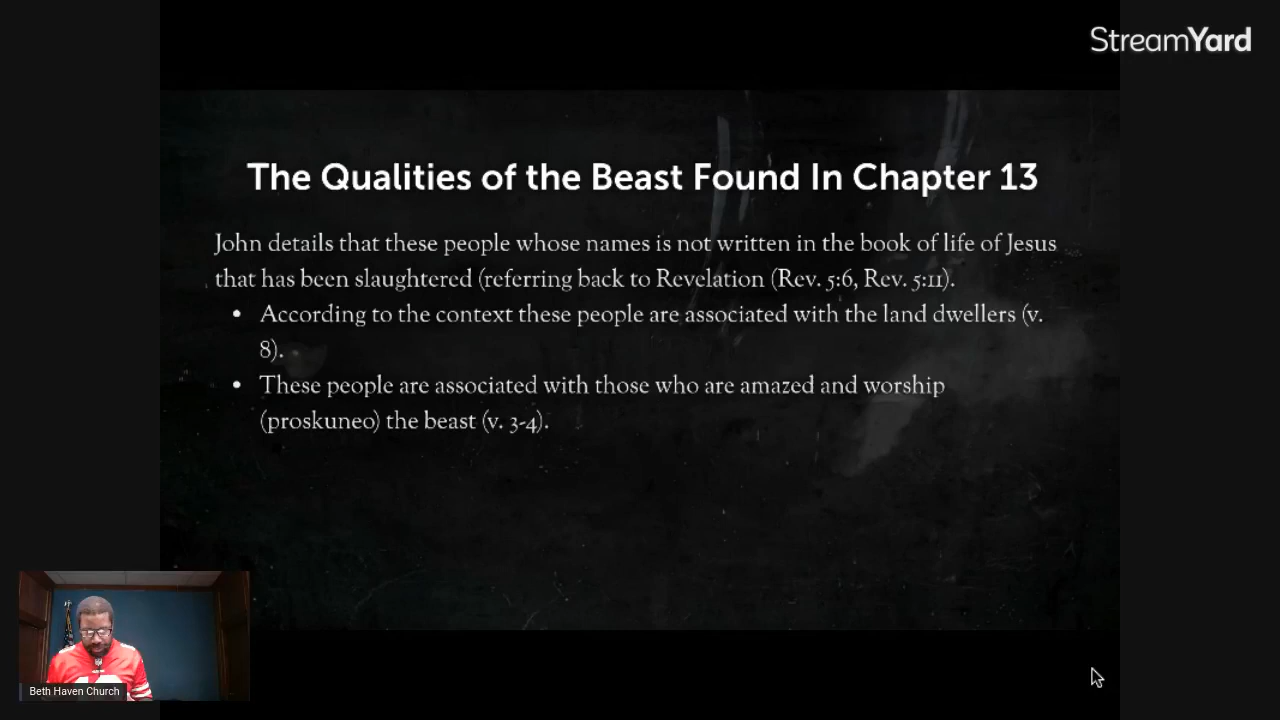 StreamYard
The Qualities of the Beast Found In Chapter 13
John details that these people whose names is not written in the book of life of Jesus
that has been slaughtered (referring back to Revelation (Rev. 5:6, Rev. 5:11).
• According to the context these people are associated with the land dwellers (v.
8).
• These people are associated with those who are amazed and worship
(proskuneo) the beast (v. 3-4).
Beth Haven Church